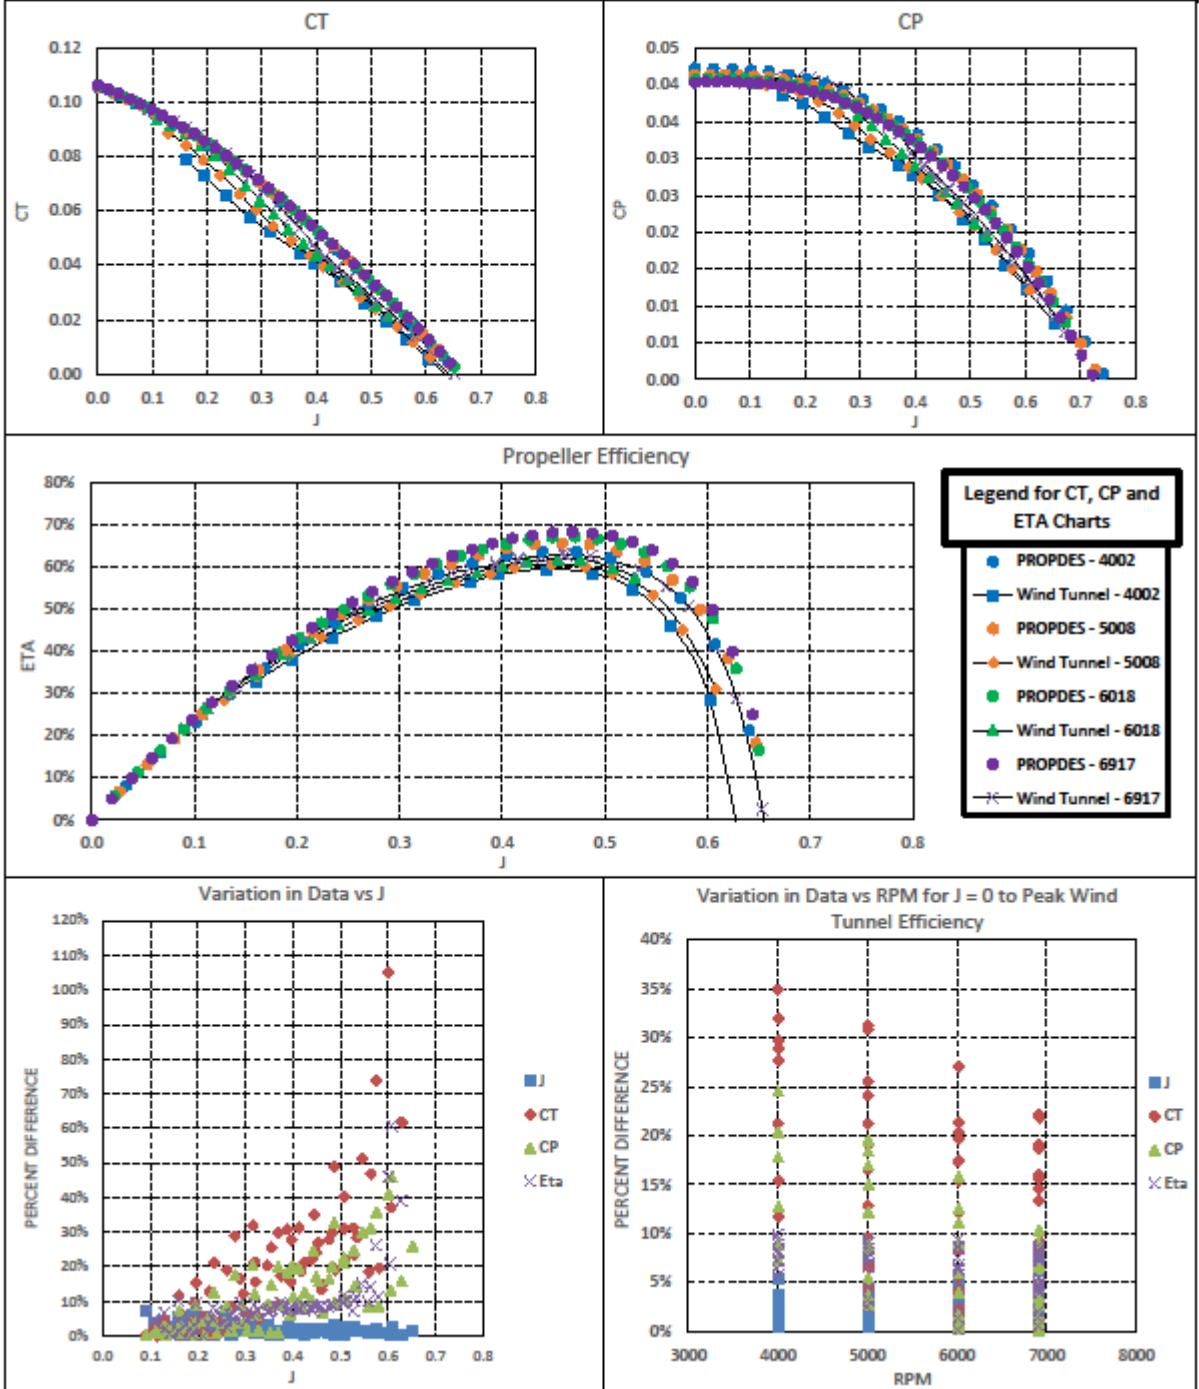 CT
0.12
0.10
0.08
0.06
0.04
0.02
0.00
CT
0.0 0.1 0.2 0.3 0.4 0.5 0.6 0.7 0.8
J
CP
0.05
0.04
0.04
0.03
0.03
0.02
0.02
0.01
0.01
0.00
CP
0.0 0.1 0.2 0.3 0.4 0.5 0.6 0.7 0.8
J
Propeller Efficiency
80%
70%
60%
50%
40%
30%
20%
10%
0%
ETA
0.0 0.1 0.2 0.3 0.4 0.5 0.6 0.7 0.8
J
Legend for CT, CP and
ETA Charts
PROPDES - 4002
Wind Tunnel - 4002
PROPDES - 5008
Wind Tunnel - 5008
PROPDES - 6018
Wind Tunnel - 6018
PROPDES - 6917
Wind Tunnel - 6917
Variation in Data vs J
120%
110%
100%
90%
80%
70%
60%
50%
40%
30%
20%
10%
0%
PERCENT DIFFERENCE
0.0 0.1 0.2 0.3 0.4 0.5 0.6 0.7 0.8
J
J
CT
CP
Eta
Variation in Data vs RPM for J = 0 to Peak Wind
Tunnel Efficiency
40%
35%
30%
25%
20%
15%
10%
5%
0%
PERCENT DIFFERENCE
3000 4000 5000 6000 7000 8000
RPM
J
CT
CP
Eta